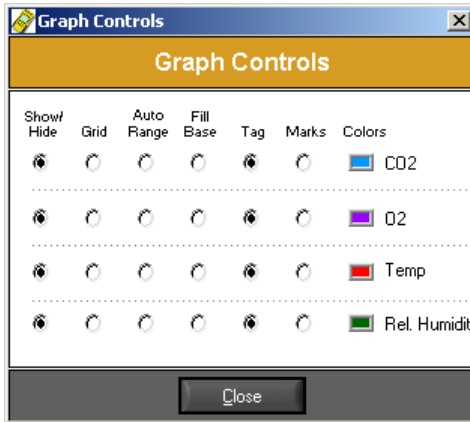 Graph Controls
Graph Controls
Show/ Hide Grid Auto Range Fill Base Tag Marks Colors
CO2
O2
Temp
Rel. Humidit
Close